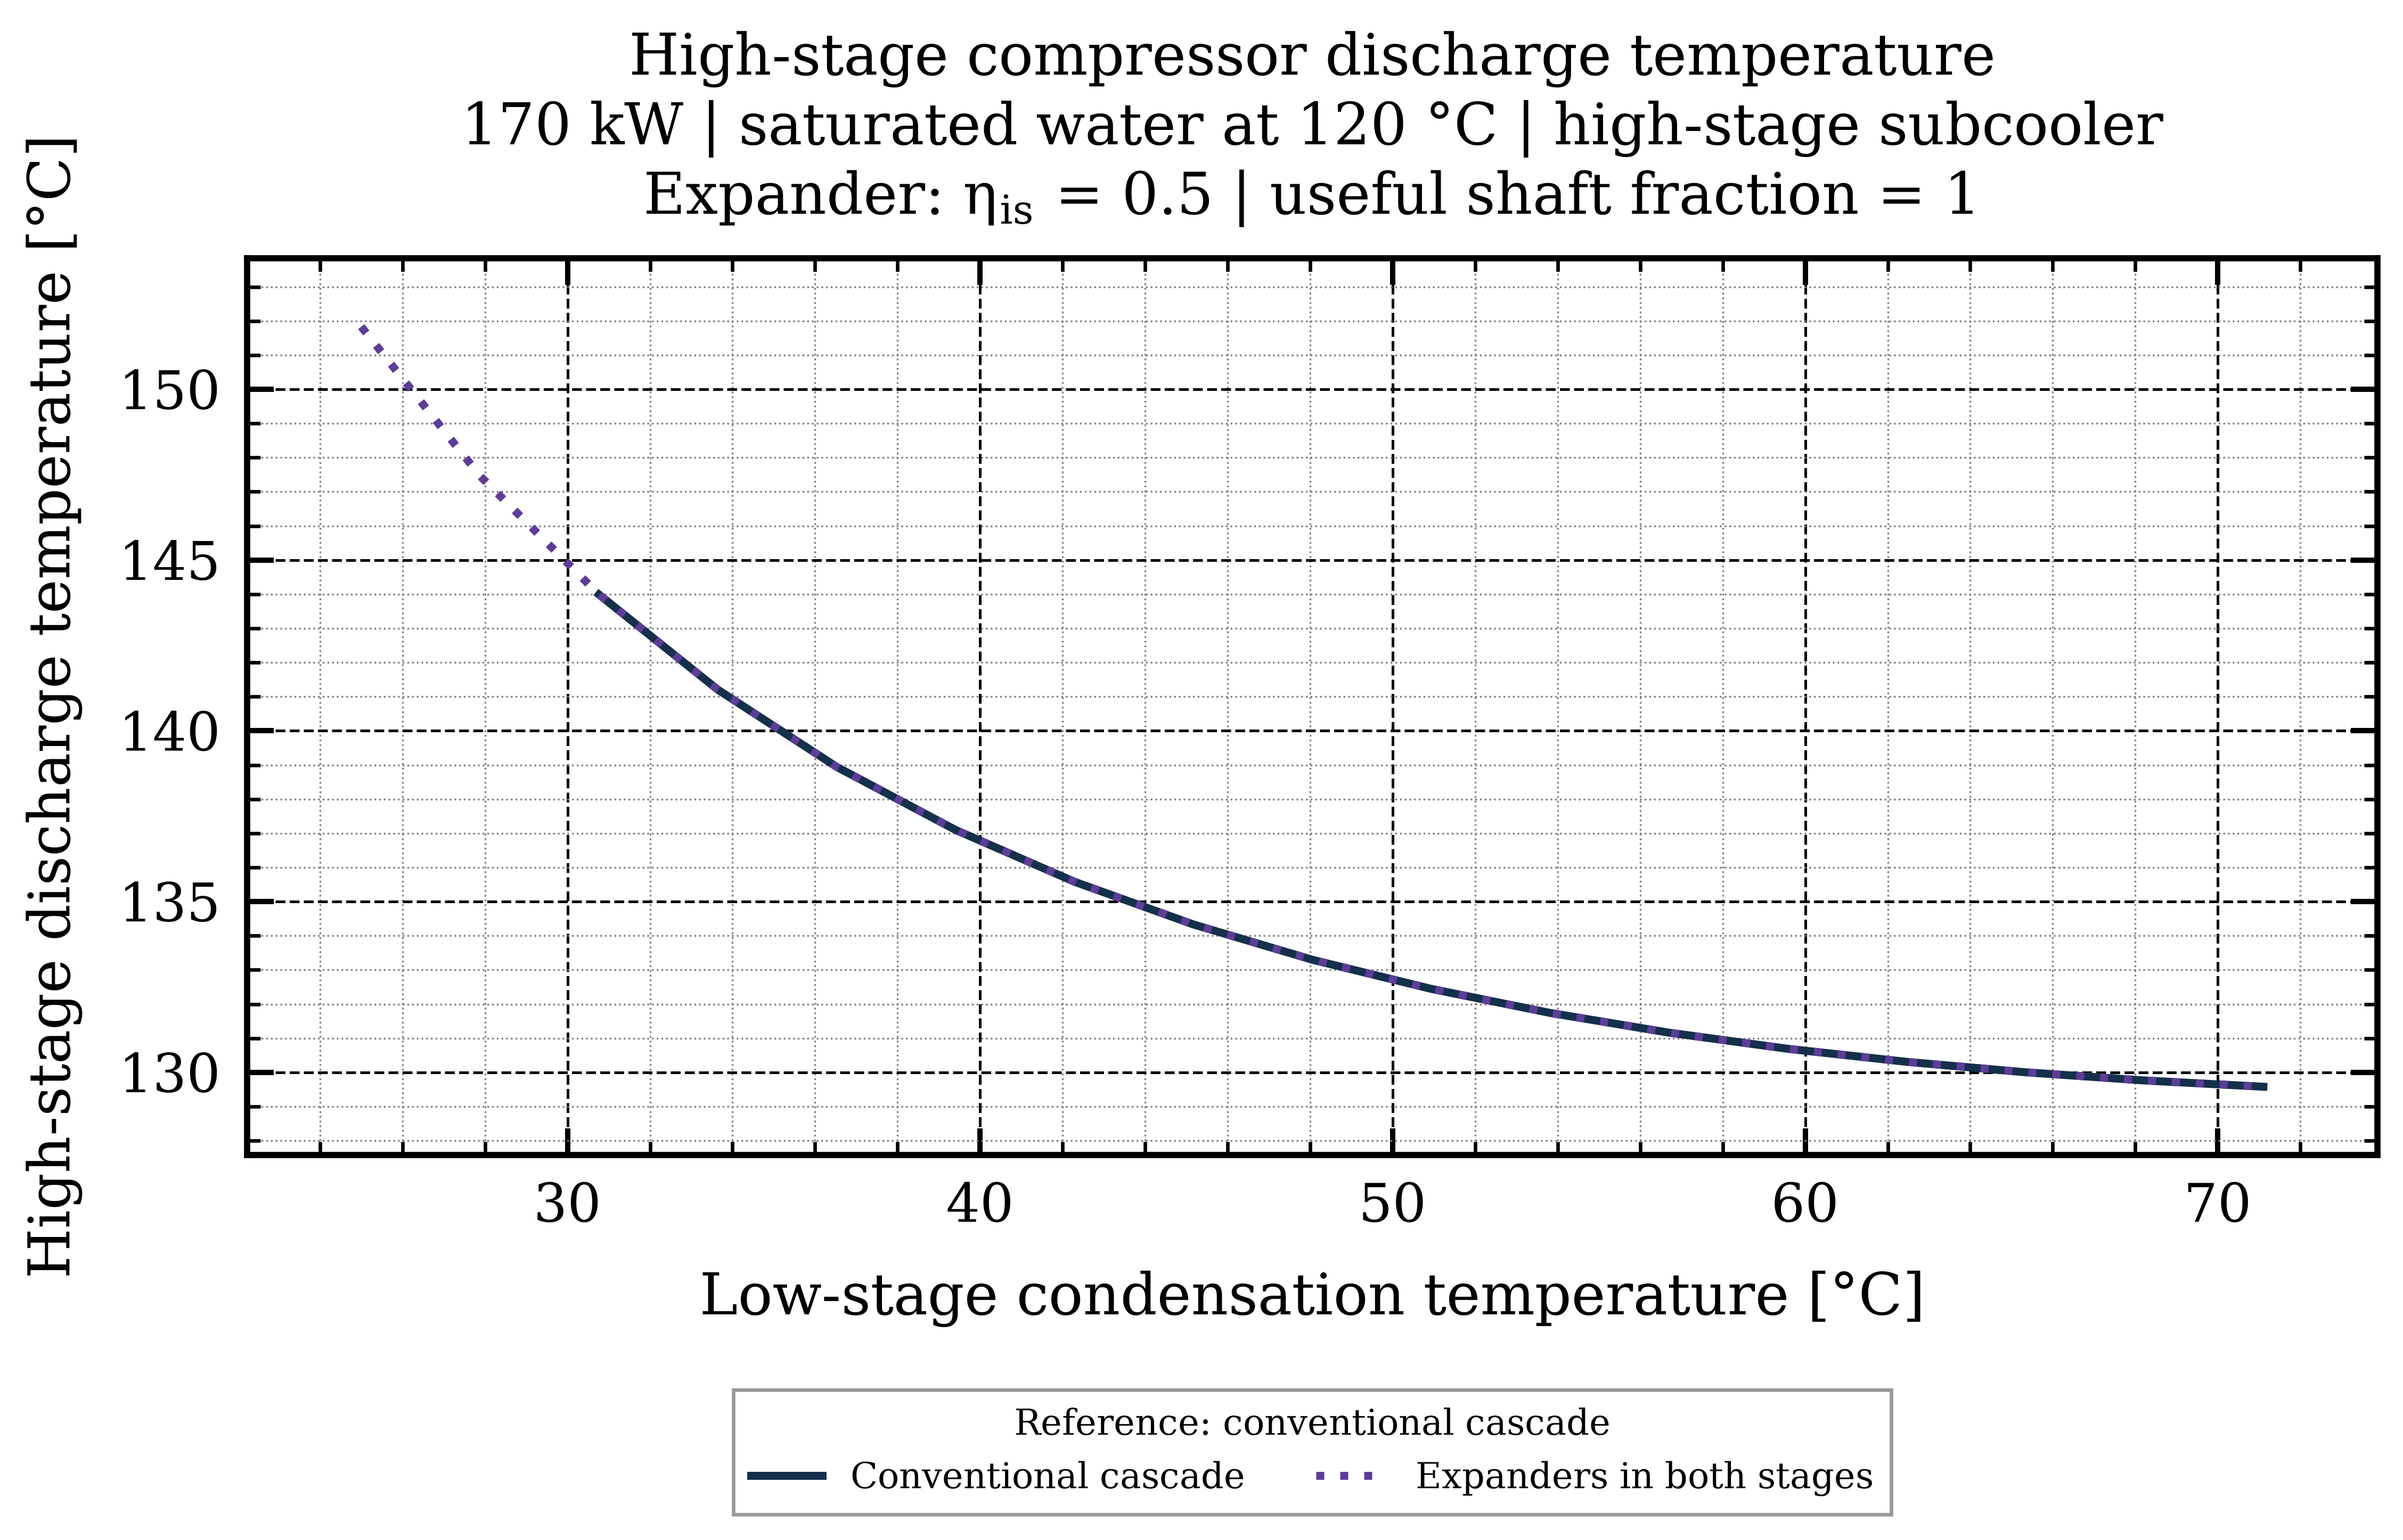 High-stage compressor discharge temperature
170 kW | saturated water at 120 °C | high-stage subcooler
Expander: ηis = 0.5 | useful shaft fraction = 1
High-stage discharge temperature [°C]
150
145
140
135
130
30 40 50 60 70
Low-stage condensation temperature [°C]
Reference: conventional cascade
Conventional cascade Expanders in both stages